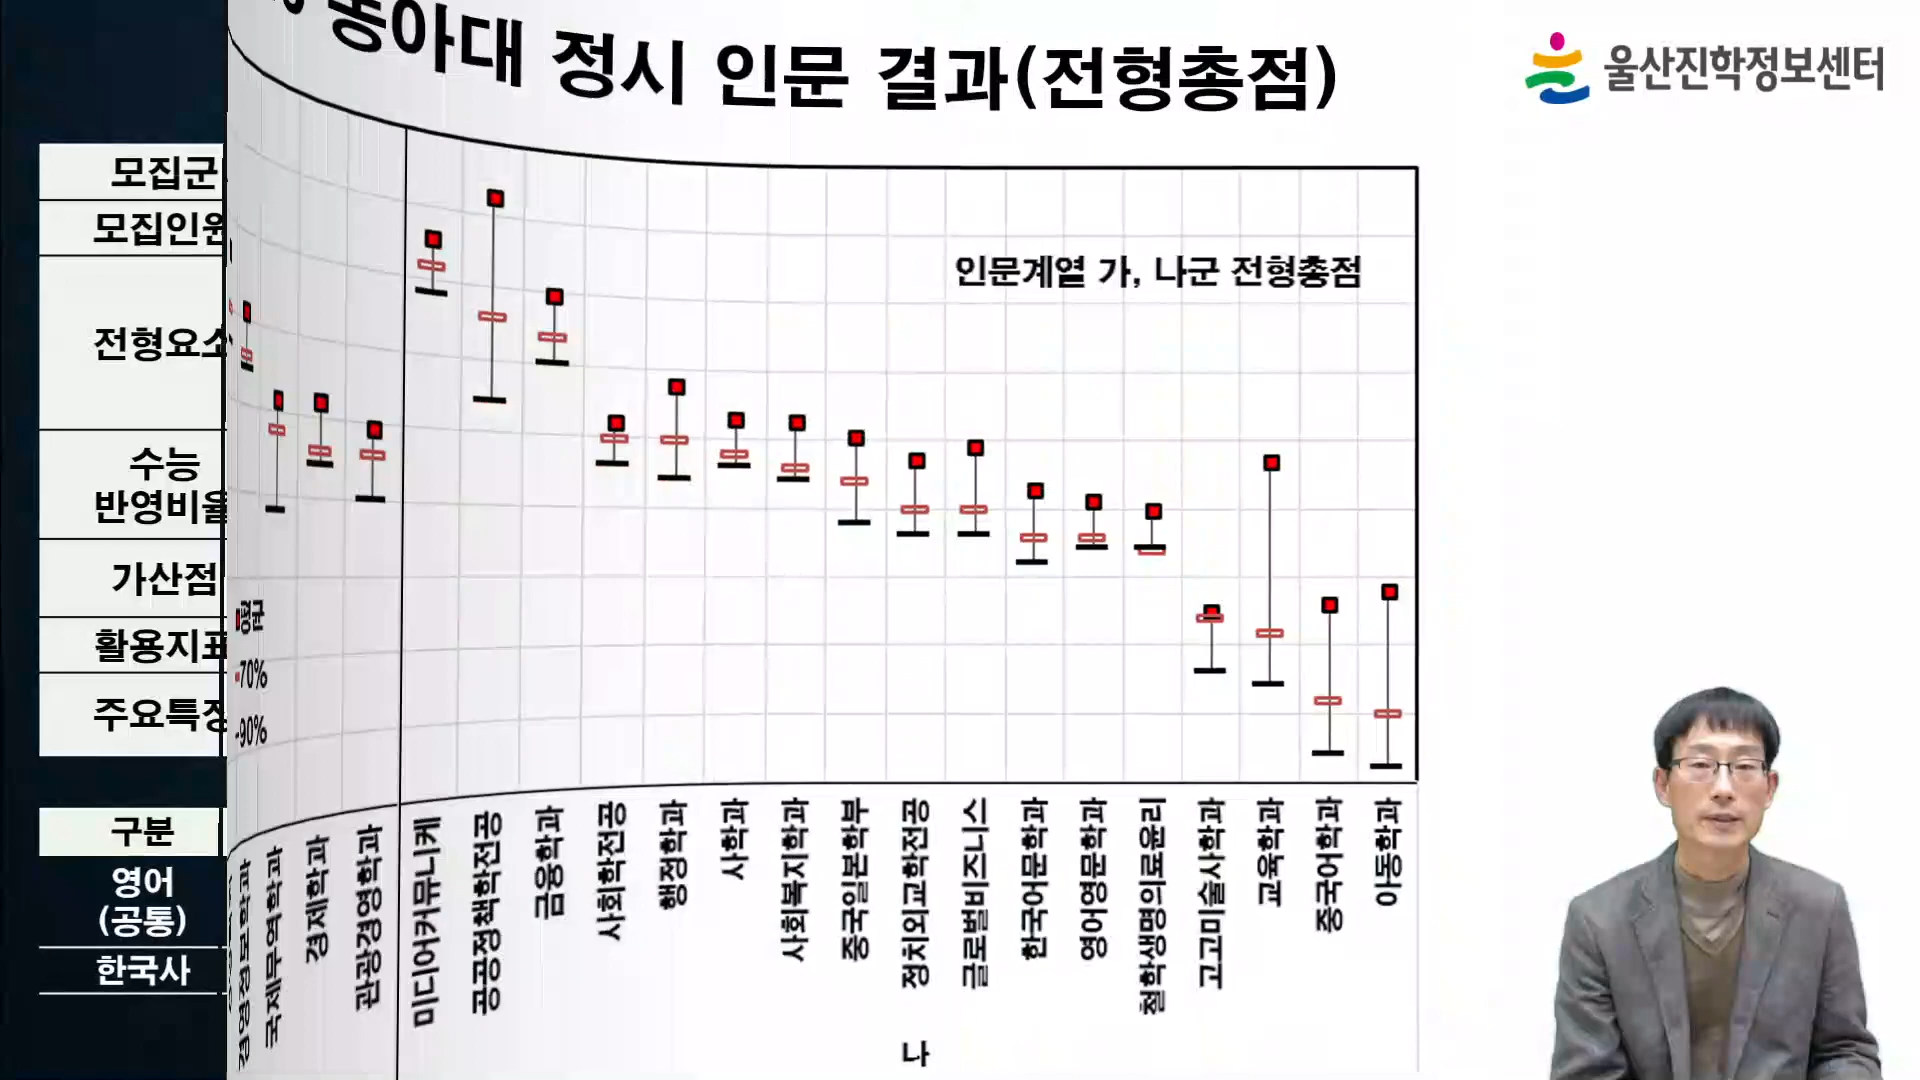 동아대 정시 인문 결과(전형총점)
울산진학정보센터
모집군
모집인원
전형요소
수능
반영비율
가산점
활용지표
주요특징
구분
영어
(공통)
한국사
인문계열 가, 나군 전형총점
평균
-70%
-90%
경영정보학과
국제무역학과
경제학과
관광경영학과
미디어커뮤니케
공공정책학전공
금융학과
사회학전공
행정학과
사학과
사회복지학과
중국일본학부
정치외교학전공
글로벌비즈니스
한국어문학과
영어영문학과
철학생명의료윤리
고고미술사학과
교육학과
중국어학과
아동학과
나